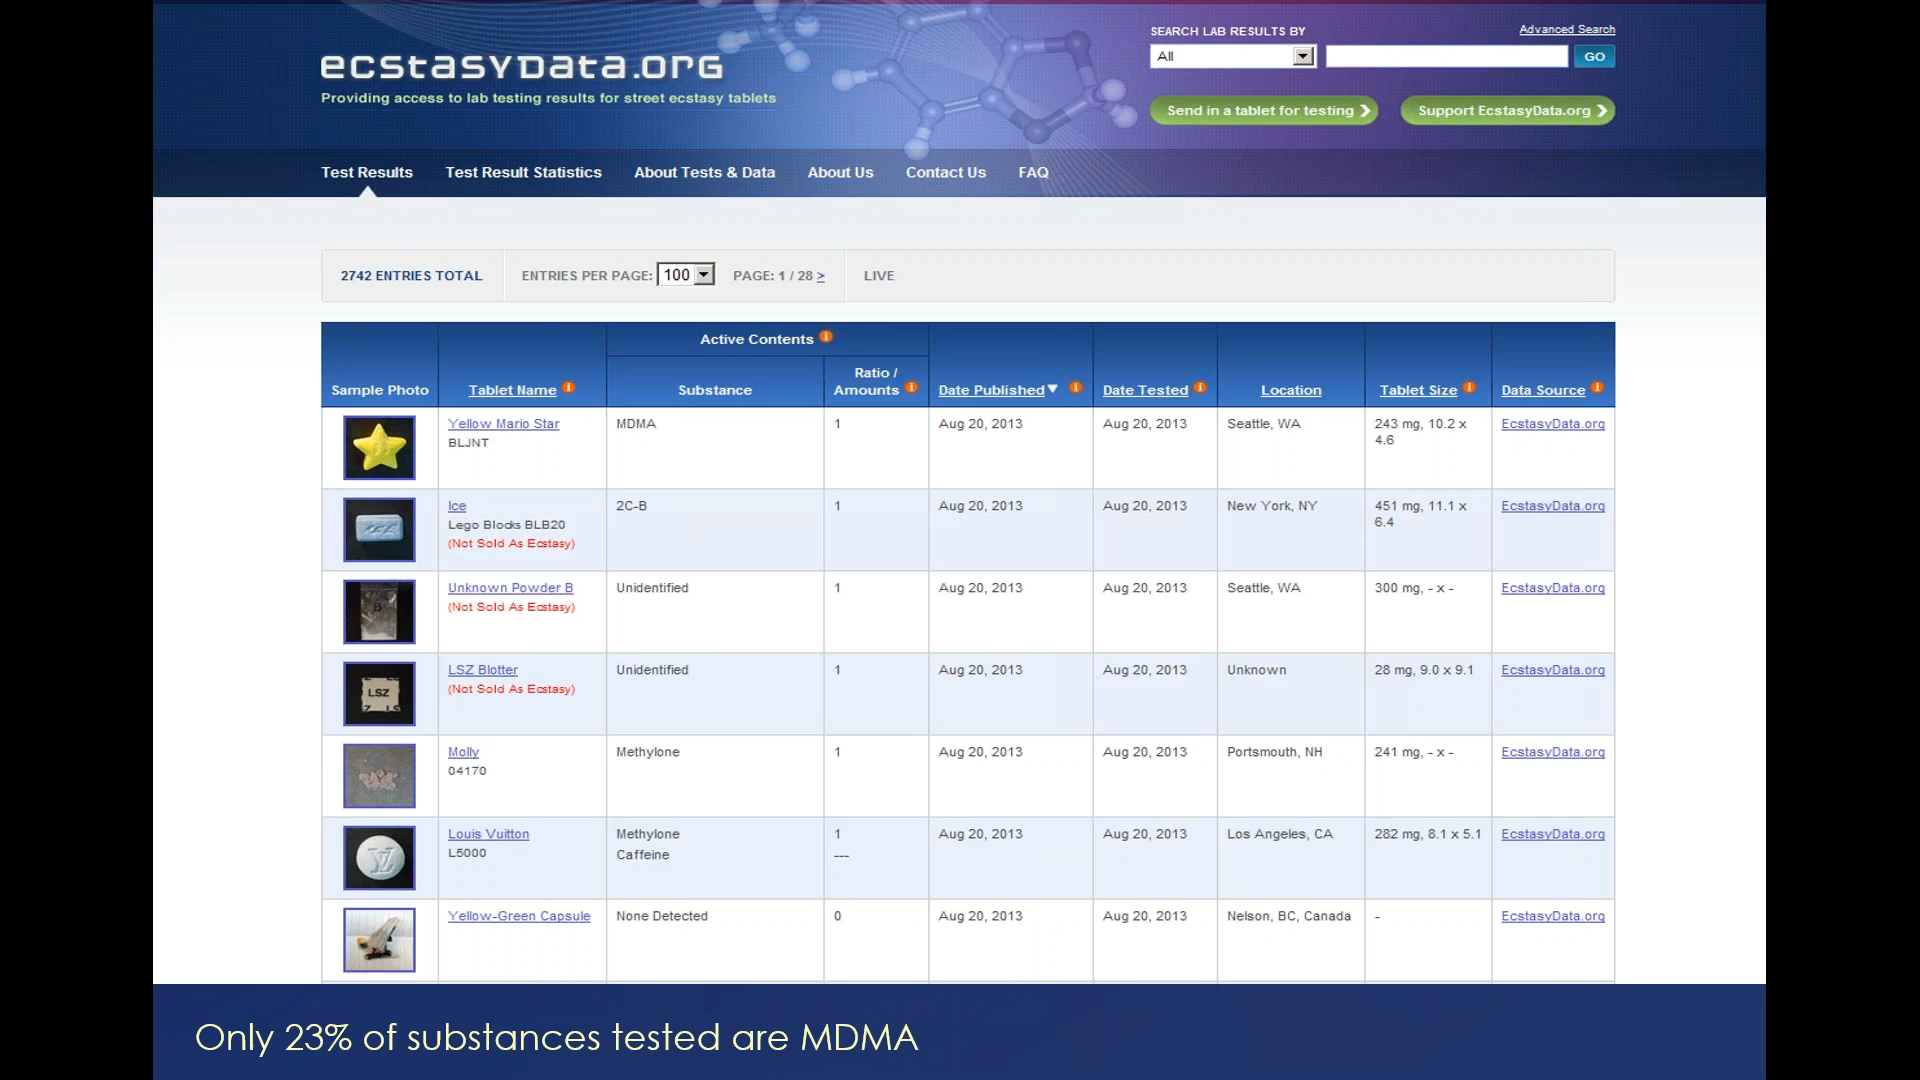 ecstasyData.org
Providing access to lab testing results for street ecstasy tablets
SEARCH LAB RESULTS BY
Advanced Search
All
GO
Send in a tablet for testing
Support EcstasyData.org
Test Results Test Result Statistics About Tests & Data About Us Contact Us FAQ
2742 ENTRIES TOTAL ENTRIES PER PAGE: 100 PAGE: 1 / 28 > LIVE
Active Contents
Sample Photo Tablet Name Substance Ratio / Amounts Date Published Date Tested Location Tablet Size Data Source
Yellow Mario Star MDMA 1 Aug 20, 2013 Aug 20, 2013 Seattle, WA 243 mg, 10.2 x 4.6 EcstasyData.org
BLJNT
Ice 2C-B 1 Aug 20, 2013 Aug 20, 2013 New York, NY 451 mg, 11.1 x 6.4 EcstasyData.org
Lego Blocks BLB20
(Not Sold As Ecstasy)
Unknown Powder B Unidentified 1 Aug 20, 2013 Aug 20, 2013 Seattle, WA 300 mg, - x - EcstasyData.org
(Not Sold As Ecstasy)
B
LSZ Blotter Unidentified 1 Aug 20, 2013 Aug 20, 2013 Unknown 28 mg, 9.0 x 9.1 EcstasyData.org
(Not Sold As Ecstasy)
LSZ
Molly Methylone 1 Aug 20, 2013 Aug 20, 2013 Portsmouth, NH 241 mg, - x - EcstasyData.org
04170
Louis Vuitton Methylone 1 Aug 20, 2013 Aug 20, 2013 Los Angeles, CA 282 mg, 8.1 x 5.1 EcstasyData.org
L5000 Caffeine ---
Yellow-Green Capsule None Detected 0 Aug 20, 2013 Aug 20, 2013 Nelson, BC, Canada - EcstasyData.org
Only 23% of substances tested are MDMA